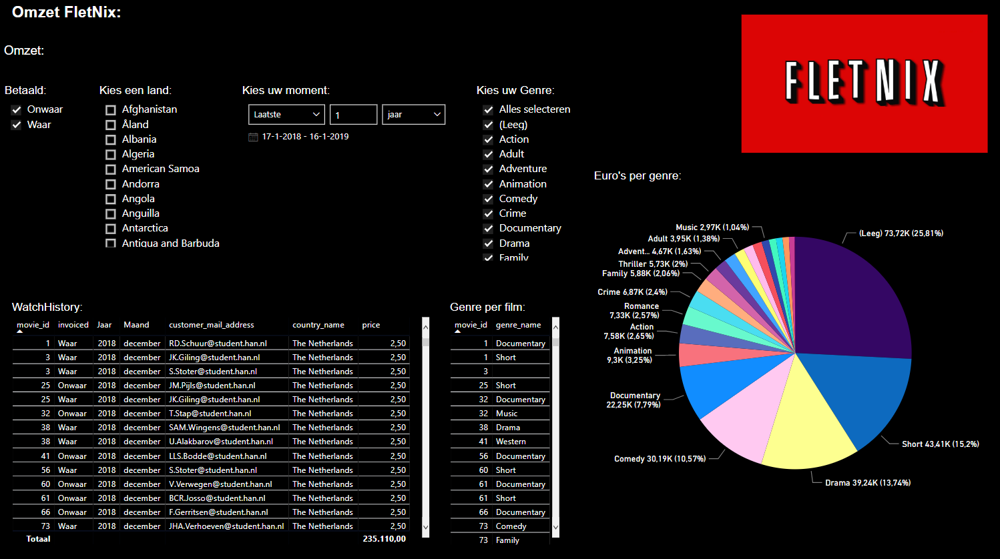 Omzet FletNix:
FLETNIX
Omzet:
Betaald:
Onwaar
Waar
Kies een land:
Afghanistan
Åland
Albania
Algeria
American Samoa
Andorra
Angola
Anguilla
Antarctica
Antigua and Barbuda
Kies uw moment:
Laatste 1 jaar
17-1-2018 - 16-1-2019
Kies uw Genre:
Alles selecteren
(Leeg)
Action
Adult
Adventure
Animation
Comedy
Crime
Documentary
Drama
Family
Euro's per genre:
(Leeg) 73,72K (25,81%)
Short 43,41K (15,2%)
Drama 39,24K (13,74%)
Comedy 30,19K (10,57%)
Documentary
22,25K (7,79%)
Animation
9,3K (3,25%)
Action
7,58K (2,65%)
Romance
7,33K (2,57%)
Crime 6,87K (2,4%)
Family 5,88K (2,06%)
Thriller 5,73K (2%)
Advent... 4,67K (1,63%)
Adult 3,95K (1,38%)
Music 2,97K (1,04%)
WatchHistory:
movie_id invoiced Jaar Maand customer_mail_address country_name price
1 Waar 2018 december RD.Schuur@student.han.nl The Netherlands 2,50
3 Waar 2018 december JK.Giling@student.han.nl The Netherlands 2,50
3 Waar 2018 december S.Stoter@student.han.nl The Netherlands 2,50
25 Onwaar 2018 december JM.Pijls@student.han.nl The Netherlands 2,50
25 Waar 2018 december JK.Giling@student.han.nl The Netherlands 2,50
32 Onwaar 2018 december T.Stap@student.han.nl The Netherlands 2,50
38 Waar 2018 december SAM.Wingens@student.han.nl The Netherlands 2,50
38 Waar 2018 december U.Alakbarov@student.han.nl The Netherlands 2,50
41 Onwaar 2018 december LLS.Bodde@student.han.nl The Netherlands 2,50
56 Waar 2018 december S.Stoter@student.han.nl The Netherlands 2,50
60 Onwaar 2018 december V.Verwegen@student.han.nl The Netherlands 2,50
61 Onwaar 2018 december BCR.Josso@student.han.nl The Netherlands 2,50
66 Onwaar 2018 december F.Gerritsen@student.han.nl The Netherlands 2,50
73 Waar 2018 december JHA.Verhoeven@student.han.nl The Netherlands 2,50
Totaal 235.110,00
Genre per film:
movie_id genre_name
1 Documentary
1 Short
3
25 Short
32 Documentary
32 Music
38 Drama
41 Western
56 Documentary
60 Short
61 Documentary
61 Short
66 Documentary
73 Comedy
73 Family